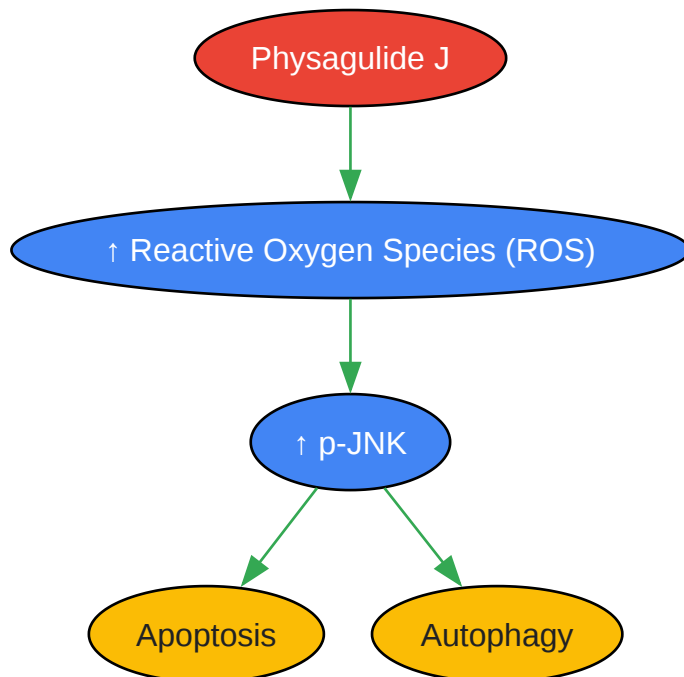 Physagulide J
↑ Reactive Oxygen Species (ROS)
↑ p-JNK
Apoptosis
Autophagy